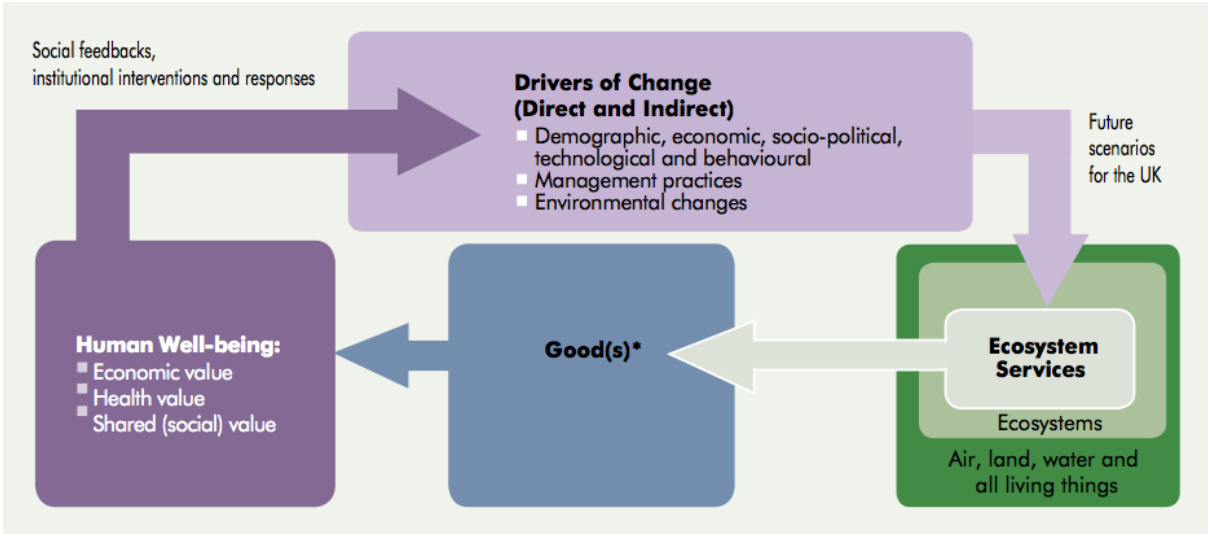 Social feedbacks,
institutional interventions and responses
Drivers of Change
(Direct and Indirect)
Demographic, economic, socio-political,
technological and behavioural
Management practices
Environmental changes
Future
scenarios
for the UK
Human Well-being:
Economic value
Health value
Shared (social) value
Good(s)*
Ecosystem
Services
Ecosystems
Air, land, water and
all living things